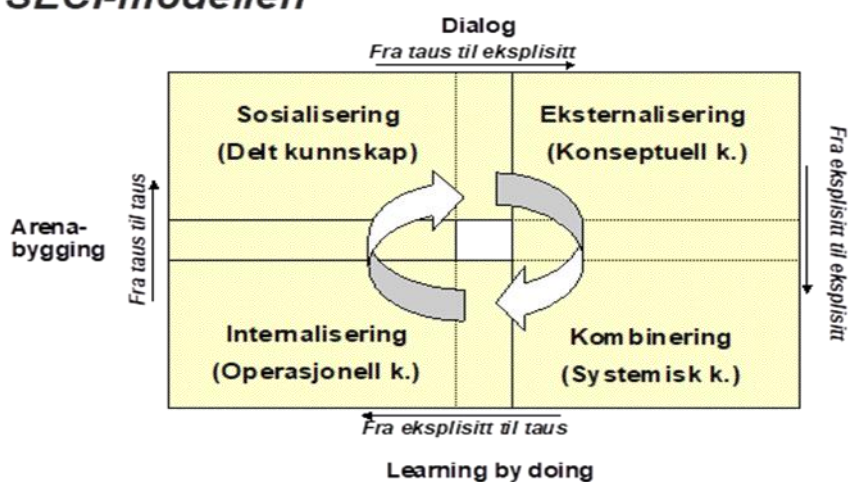 SECI-modellen
Dialog
Fra taus til eksplisitt
Sosialisering
(Delt kunnskap)
Eksternalisering
(Konseptuell k.)
Arena-
bygging
Fra taus til taus
Fra eksplisitt til eksplisitt
Internalisering
(Operasjonell k.)
Kombinering
(Systemisk k.)
Fra eksplisitt til taus
Learning by doing